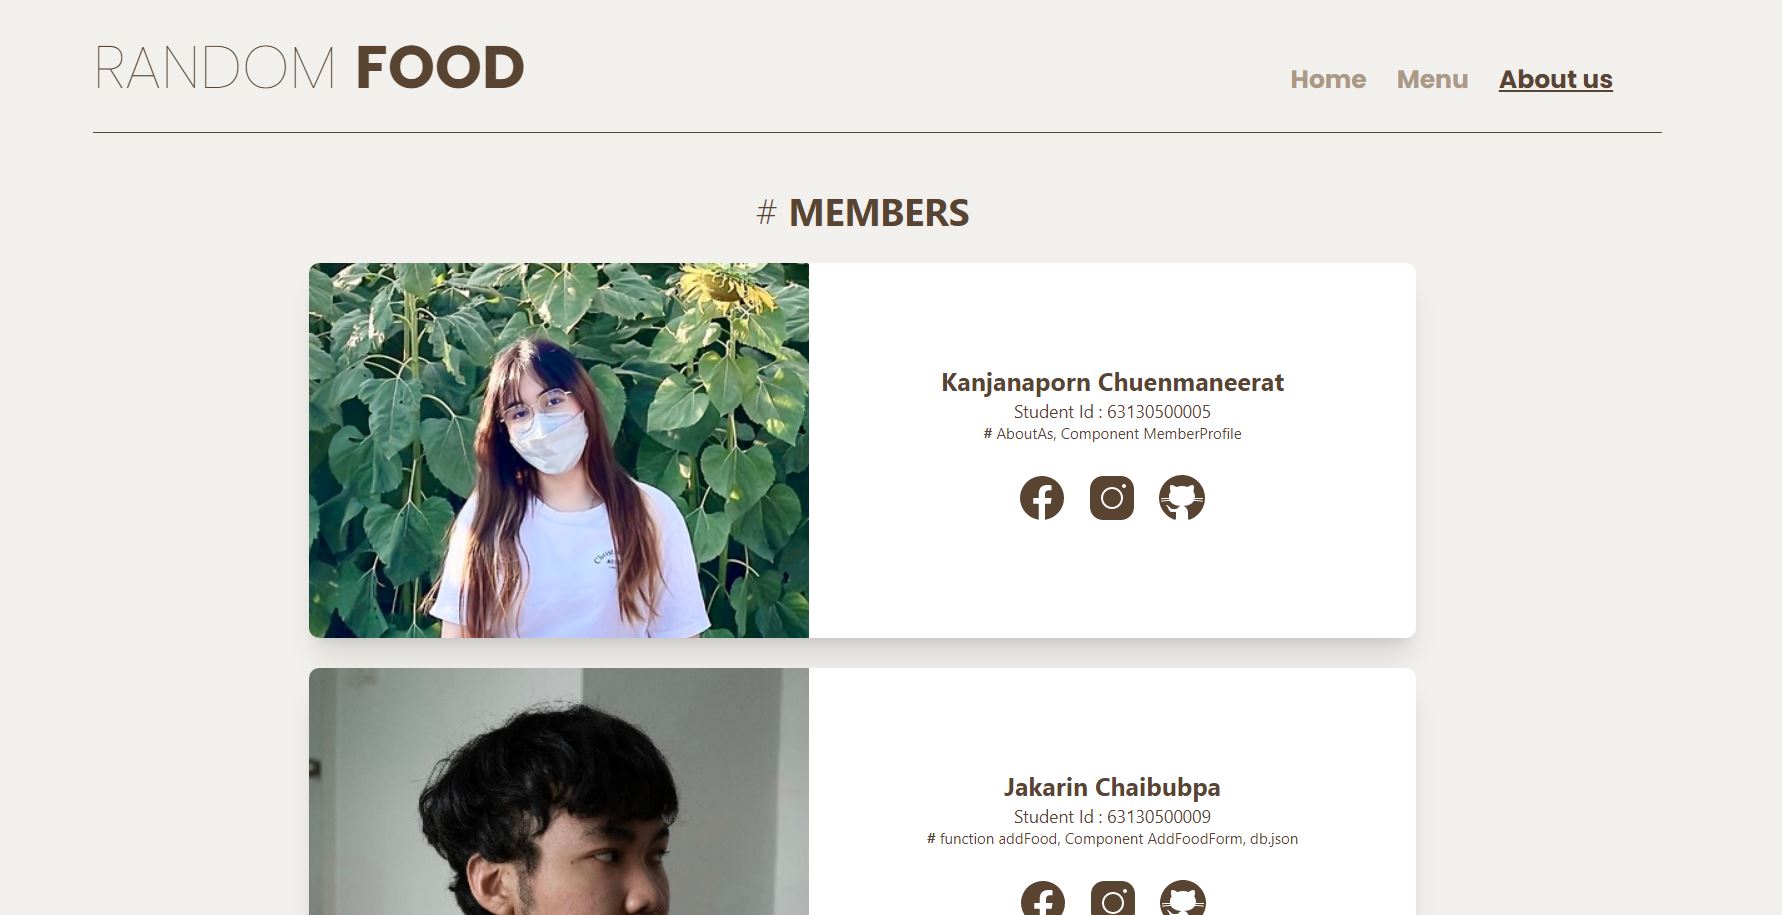 RANDOM FOOD
Home Menu About us
# MEMBERS
Kanjanaporn Chuenmaneerat
Student Id : 63130500005
# AboutAs, Component MemberProfile
Jakarin Chaibubpa
Student Id : 63130500009
# function addFood, Component AddFoodForm, db.json